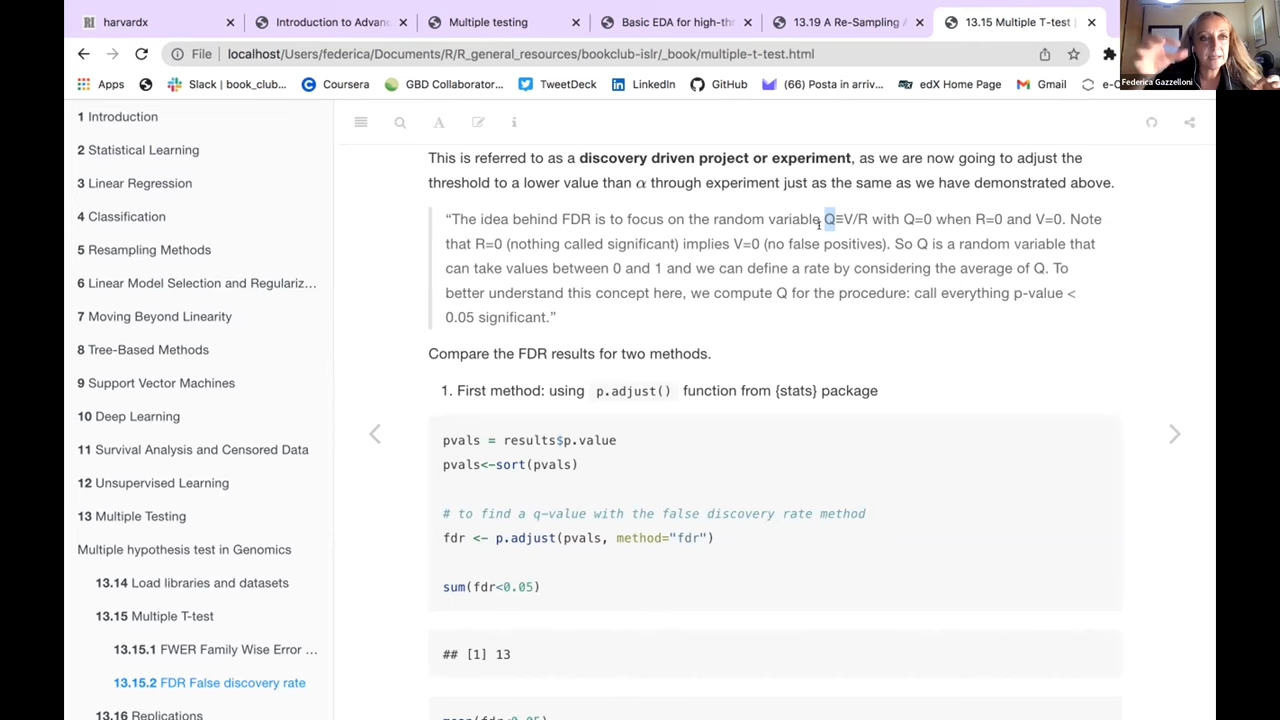 harvardx
Introduction to Advan
Multiple testing
Basic EDA for high-thr
13.19 A Re-Sampling A
13.15 Multiple T-test |
File localhost/Users/federica/Documents/R/R_general_resources/bookclub-islr/_book/multiple-t-test.html
Apps
Slack | book_club...
Coursera
GBD Collaborator...
TweetDeck
LinkedIn
GitHub
(66) Posta in arriv...
edX Home Page
Gmail
Federica Gazzelloni
1 Introduction
2 Statistical Learning
3 Linear Regression
4 Classification
5 Resampling Methods
6 Linear Model Selection and Regulariz...
7 Moving Beyond Linearity
8 Tree-Based Methods
9 Support Vector Machines
10 Deep Learning
11 Survival Analysis and Censored Data
12 Unsupervised Learning
13 Multiple Testing
Multiple hypothesis test in Genomics
13.14 Load libraries and datasets
13.15 Multiple T-test
13.15.1 FWER Family Wise Error ...
13.15.2 FDR False discovery rate
13.16 Replications
This is referred to as a discovery driven project or experiment, as we are now going to adjust the
threshold to a lower value than α through experiment just as the same as we have demonstrated above.
“The idea behind FDR is to focus on the random variable Q≡V/R with Q=0 when R=0 and V=0. Note
that R=0 (nothing called significant) implies V=0 (no false positives). So Q is a random variable that
can take values between 0 and 1 and we can define a rate by considering the average of Q. To
better understand this concept here, we compute Q for the procedure: call everything p-value <
0.05 significant.”
Compare the FDR results for two methods.
1. First method: using p.adjust() function from {stats} package
pvals = results$p.value
pvals<-sort(pvals)
# to find a q-value with the false discovery rate method
fdr <- p.adjust(pvals, method="fdr")
sum(fdr<0.05)
## [1] 13
mean(fdr<0.05)